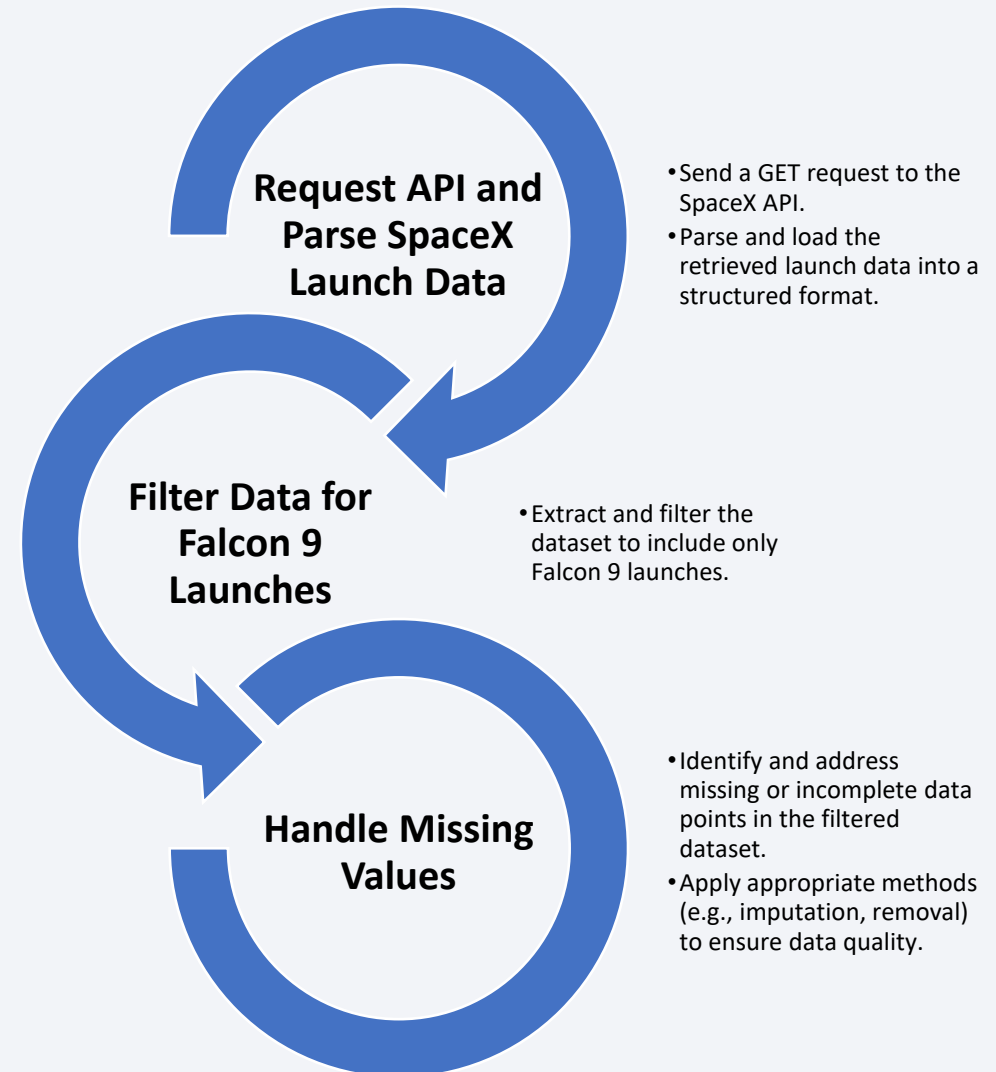 Request API and
Parse SpaceX
Launch Data
•Send a GET request to the
SpaceX API.
•Parse and load the
retrieved launch data into a
structured format.
Filter Data for
Falcon 9
Launches
•Extract and filter the
dataset to include only
Falcon 9 launches.
Handle Missing
Values
•Identify and address
missing or incomplete data
points in the filtered
dataset.
•Apply appropriate methods
(e.g., imputation, removal)
to ensure data quality.